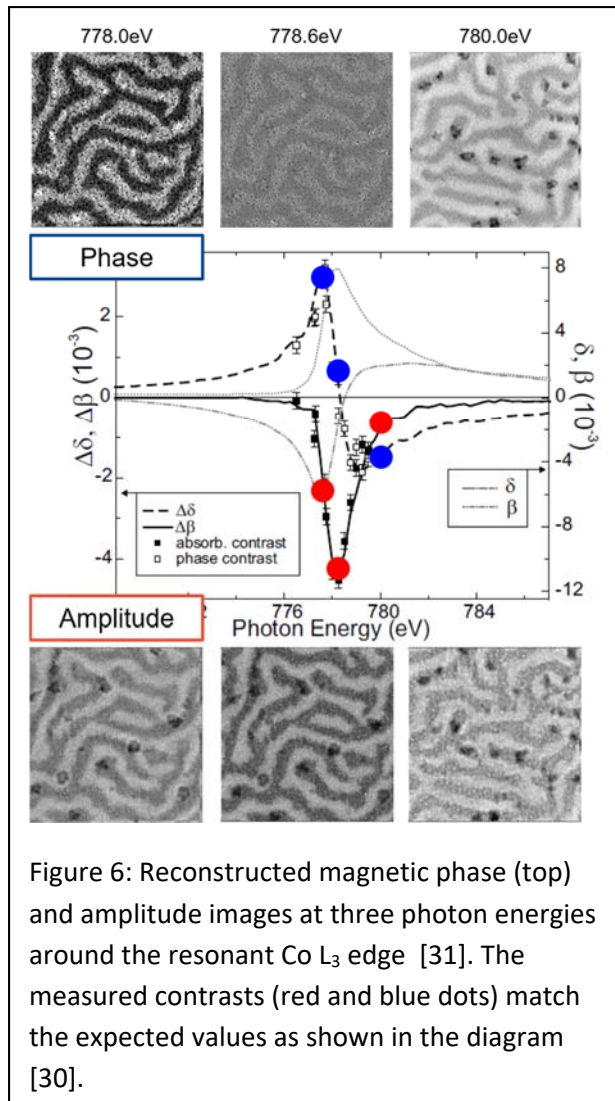 778.0eV 778.6eV 780.0eV
Phase
Δδ, Δβ (10⁻³)
2
0
-2
-4
8
4
0
-4
-8
-12
δ, β (10⁻³)
Δδ
Δβ
absorb. contrast
phase contrast
δ
β
776 780 784
Amplitude
Photon Energy (eV)
Figure 6: Reconstructed magnetic phase (top)
and amplitude images at three photon energies
around the resonant Co L₃ edge [31]. The
measured contrasts (red and blue dots) match
the expected values as shown in the diagram
[30].